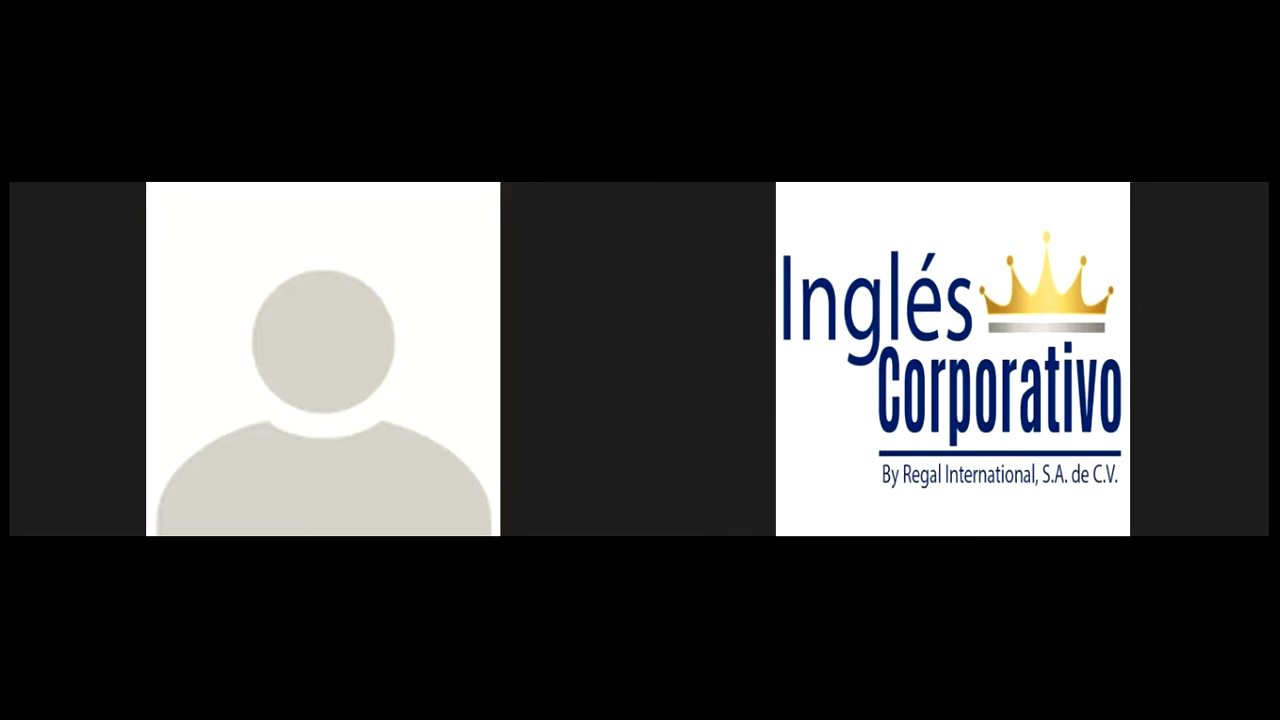 Inglés
Corporativo
By Regal International, S.A. de C.V.